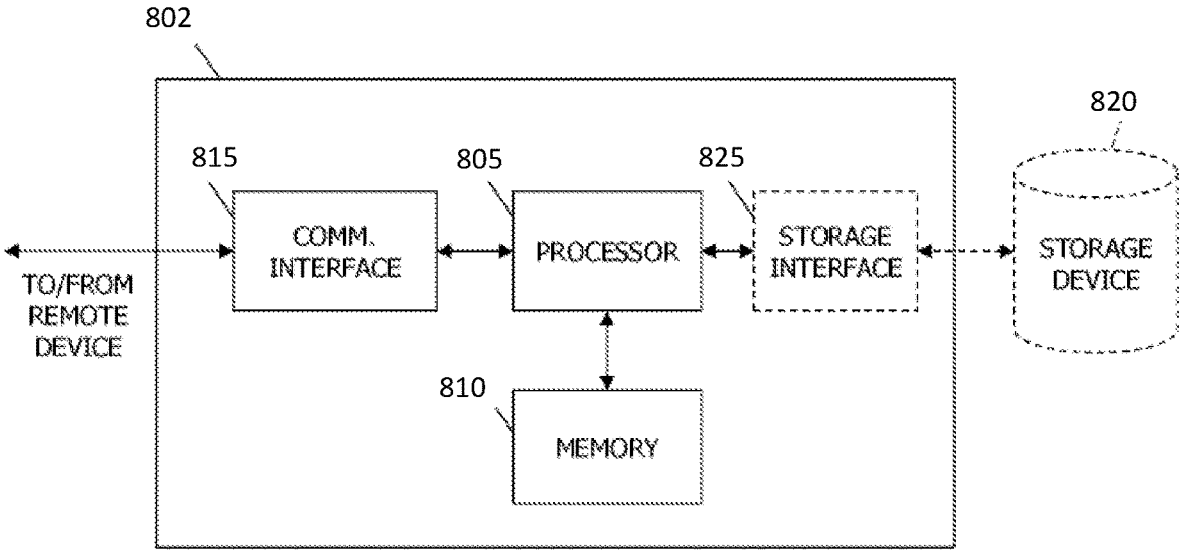 802
820
815
805
825
COMM.
INTERFACE
PROCESSOR
STORAGE
INTERFACE
STORAGE
DEVICE
TO/FROM
REMOTE
DEVICE
810
MEMORY